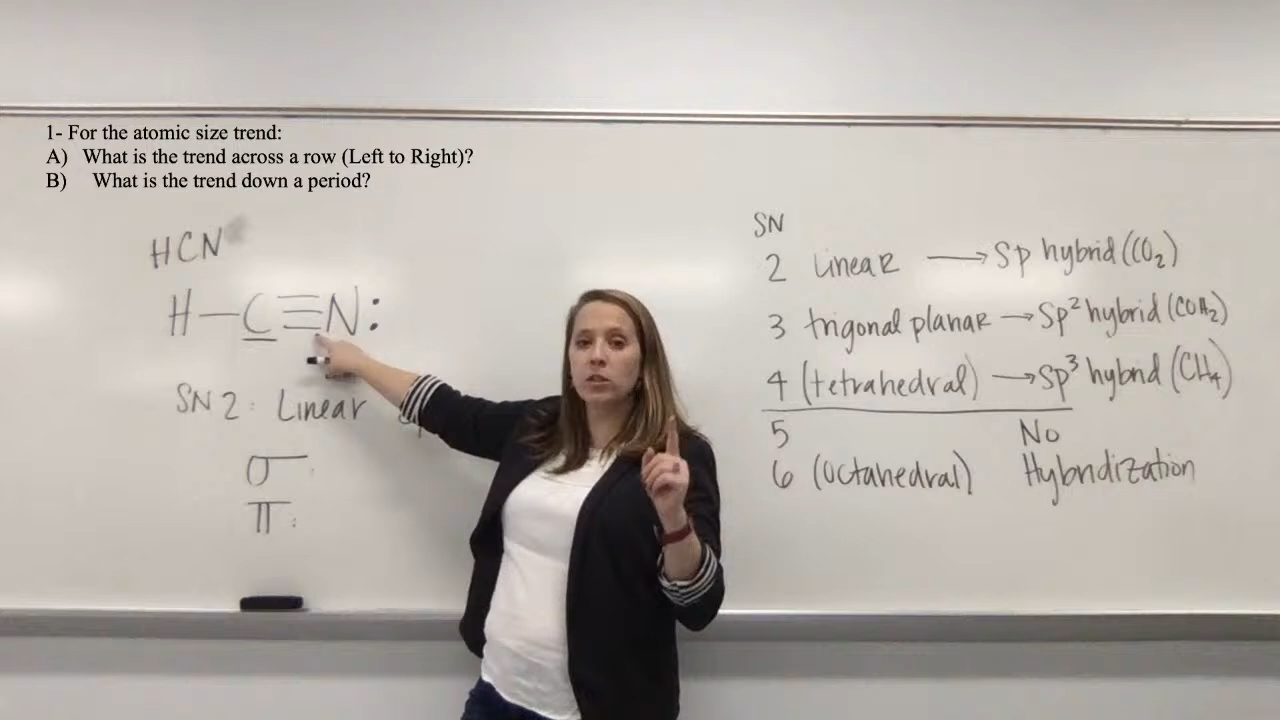 1- For the atomic size trend:
A) What is the trend across a row (Left to Right)?
B) What is the trend down a period?
HCN
H—C≡N:
SN 2: Linear
σ:
π:
SN
2 Linear → Sp hybrid (CO₂)
3 trigonal planar → Sp² hybrid (COH₂)
4 (tetrahedral) → Sp³ hybrid (CH₄)
5 No
6 (octahedral) Hybridization